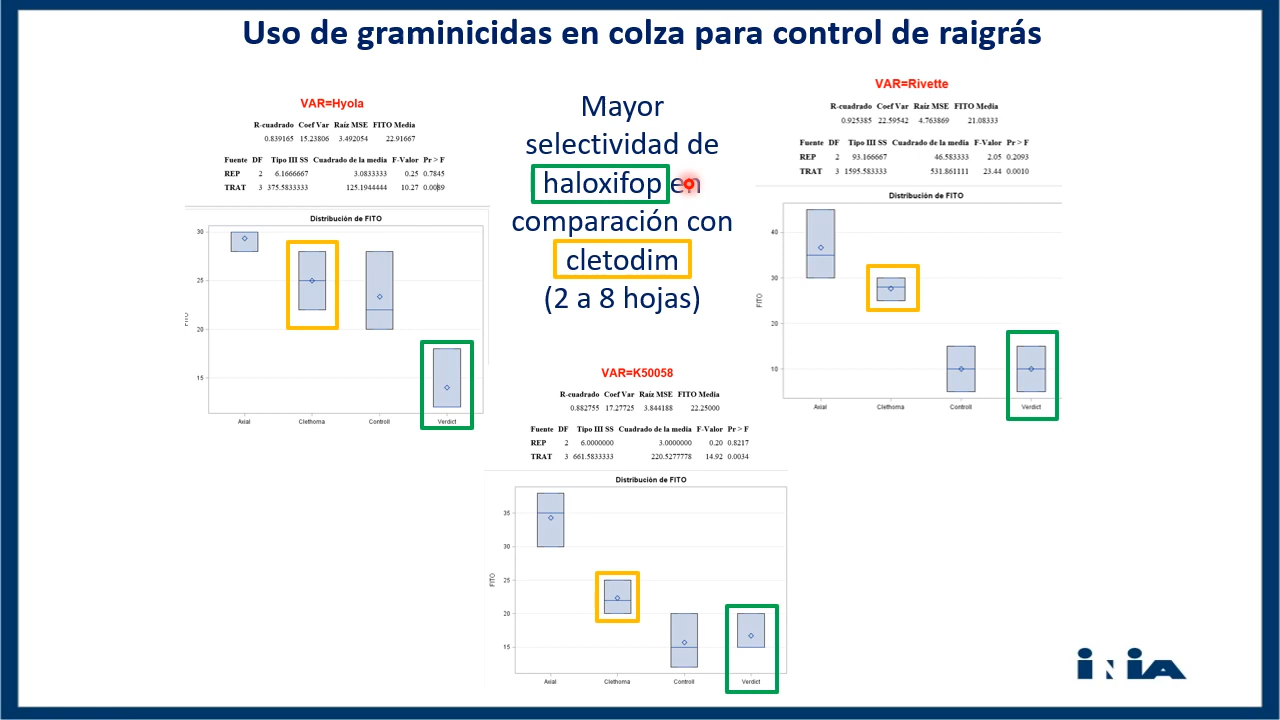 Uso de graminicidas en colza para control de raigrás
VAR=Hyola
R-cuadrado Coef Var Raíz MSE FITO Media
0.839165 15.23806 3.492054 22.91667
Fuente DF Tipo III SS Cuadrado de la media F-Valor Pr > F
REP 2 6.1666667 3.0833333 0.25 0.7845
TRAT 3 375.5833333 125.1944444 10.27 0.0089
Distribución de FITO
30
25
20
15
FITO
Axial Clethoma Controll Verdict
Mayor
selectividad de
haloxifop en
comparación con
cletodim
(2 a 8 hojas)
VAR=Rivette
R-cuadrado Coef Var Raíz MSE FITO Media
0.925385 22.59542 4.763869 21.08333
Fuente DF Tipo III SS Cuadrado de la media F-Valor Pr > F
REP 2 93.166667 46.583333 2.05 0.2093
TRAT 3 1595.583333 531.861111 23.44 0.0010
Distribución de FITO
40
30
20
10
FITO
Axial Clethoma Controll Verdict
VAR=K50058
R-cuadrado Coef Var Raíz MSE FITO Media
0.882755 17.27725 3.844188 22.25000
Fuente DF Tipo III SS Cuadrado de la media F-Valor Pr > F
REP 2 6.0000000 3.0000000 0.20 0.8217
TRAT 3 661.5833333 220.5277778 14.92 0.0034
Distribución de FITO
35
30
25
20
15
FITO
Axial Clethoma Controll Verdict
iNiA